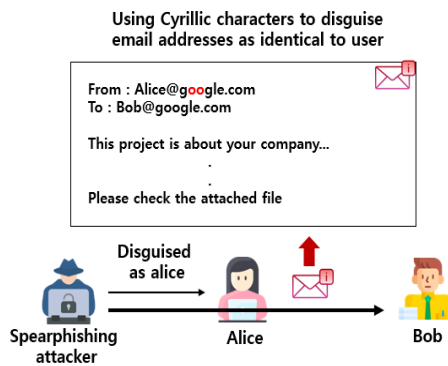 Using Cyrillic characters to disguise
email addresses as identical to user
From : Alice@google.com
To : Bob@google.com
This project is about your company...
.
.
Please check the attached file
Disguised
as alice
Spearphishing
attacker
Alice
Bob